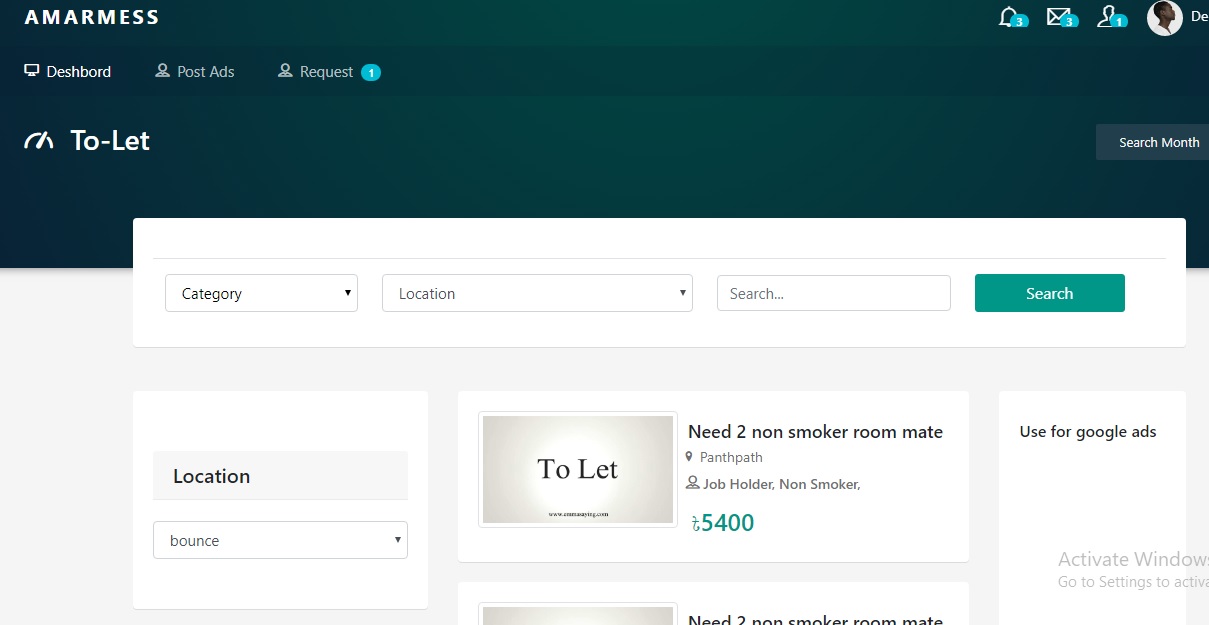 AMARMESS
3
3
1
De
Deshbord
Post Ads
Request 1
To-Let
Search Month
Category
Location
Search...
Search
Location
bounce
To Let
www.emmasaying.com
Need 2 non smoker room mate
Panthpath
Job Holder, Non Smoker,
৳5400
Use for google ads
Need 2 non smoker room mate
Activate Windows
Go to Settings to activa